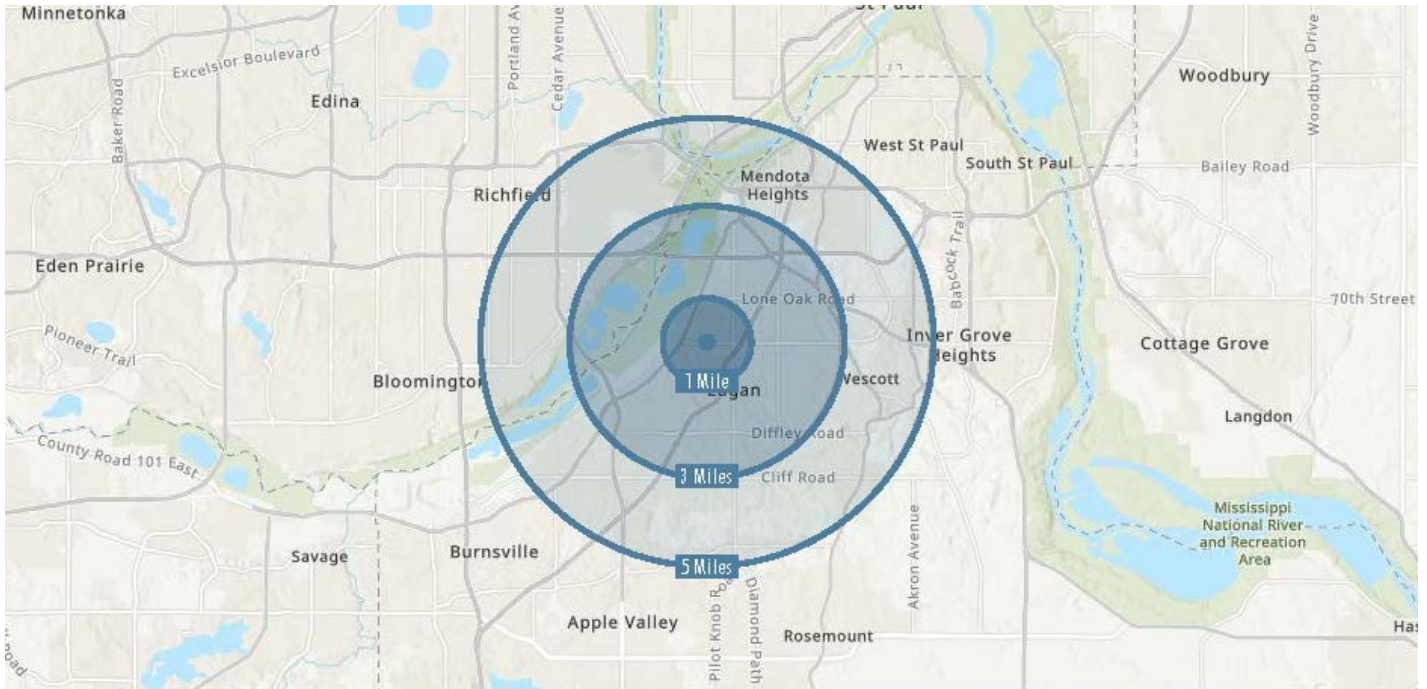 Minnetonka
Portland Av
Cedar Avenue
St Paul
Excelsior Boulevard
Baker Road
Edina
Woodbury
Woodbury Drive
West St Paul
South St Paul
Bailey Road
Richfield
Mendota
Heights
Babcock Trail
Eden Prairie
Lone Oak Road
70th Street
Pioneer Trail
Inver Grove
Heights
Cottage Grove
Bloomington
1 Mile
Eagan
Wescott
Langdon
County Road 101 East
Diffley Road
3 Miles
Cliff Road
Mississippi
National River
and Recreation
Area
Akron Avenue
Savage
Burnsville
5 Miles
Apple Valley
Pilot Knob R
Diamond Path
Rosemount
Has
road